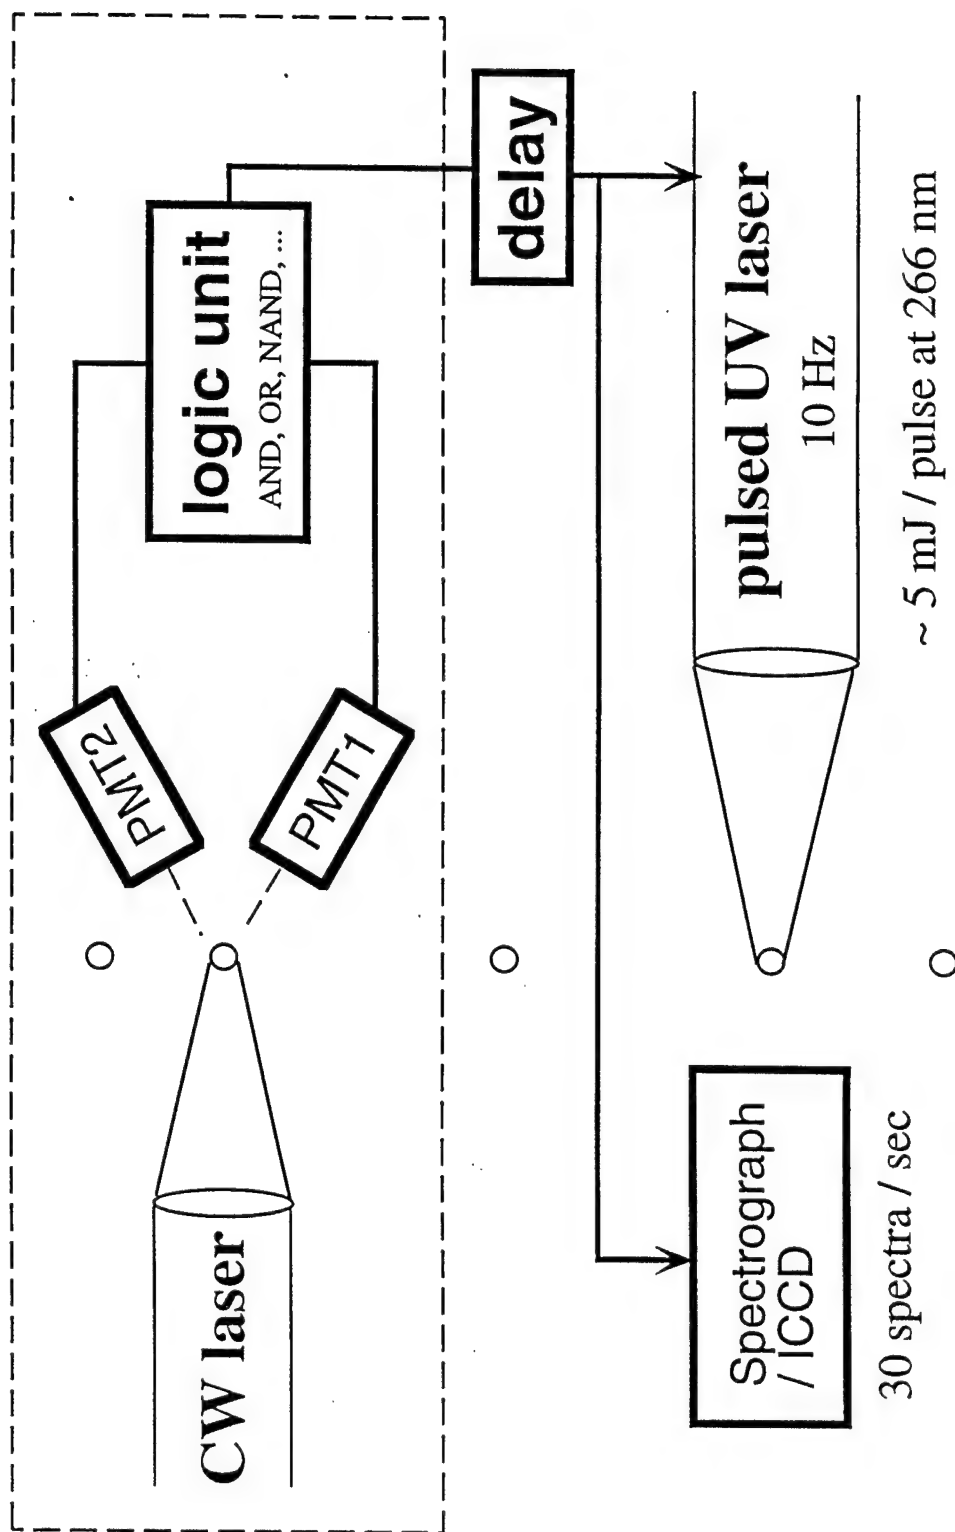 CW laser
PMT2
PMT1
logic unit
AND, OR, NAND, ...
delay
Spectrograph
/ ICCD
30 spectra / sec
pulsed UV laser
10 Hz
~ 5 mJ / pulse at 266 nm